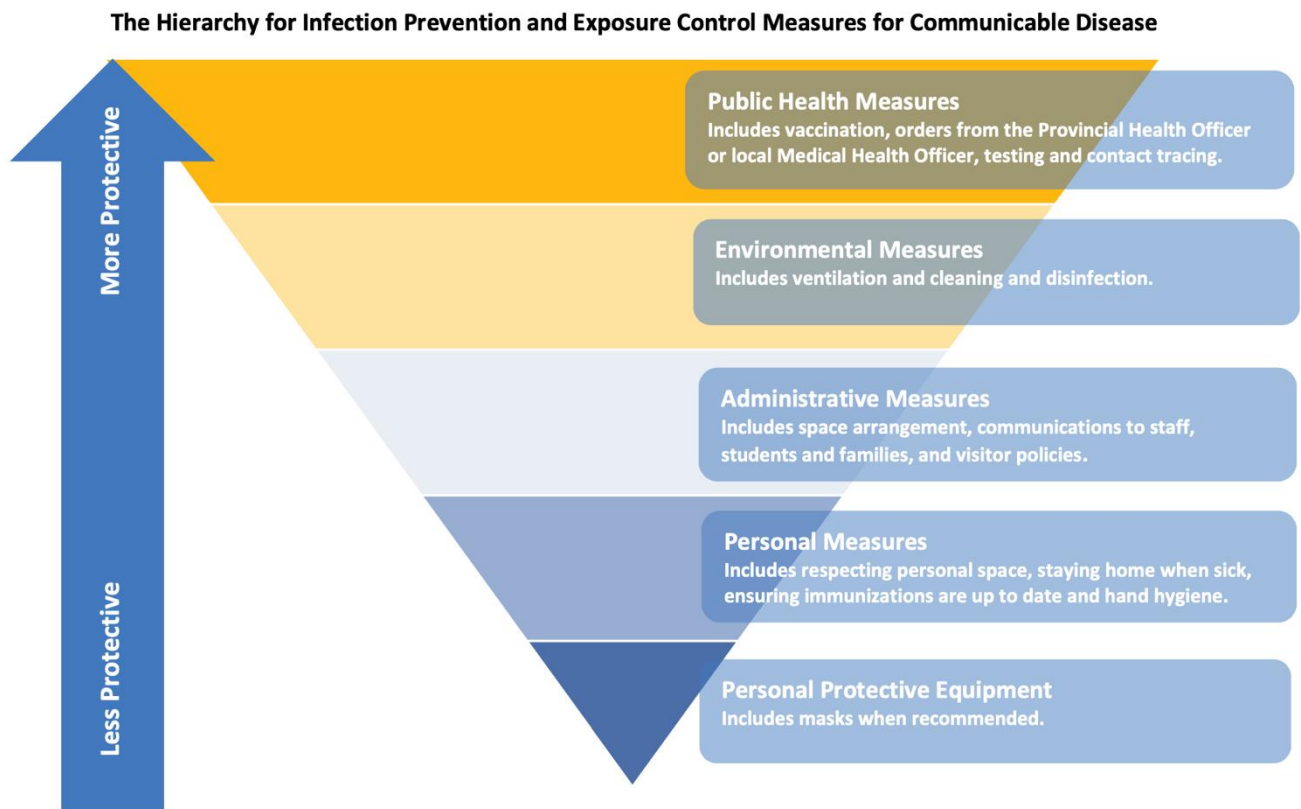 The Hierarchy for Infection Prevention and Exposure Control Measures for Communicable Disease
More Protective
Less Protective
Public Health Measures
Includes vaccination, orders from the Provincial Health Officer
or local Medical Health Officer, testing and contact tracing.
Environmental Measures
Includes ventilation and cleaning and disinfection.
Administrative Measures
Includes space arrangement, communications to staff,
students and families, and visitor policies.
Personal Measures
Includes respecting personal space, staying home when sick,
ensuring immunizations are up to date and hand hygiene.
Personal Protective Equipment
Includes masks when recommended.